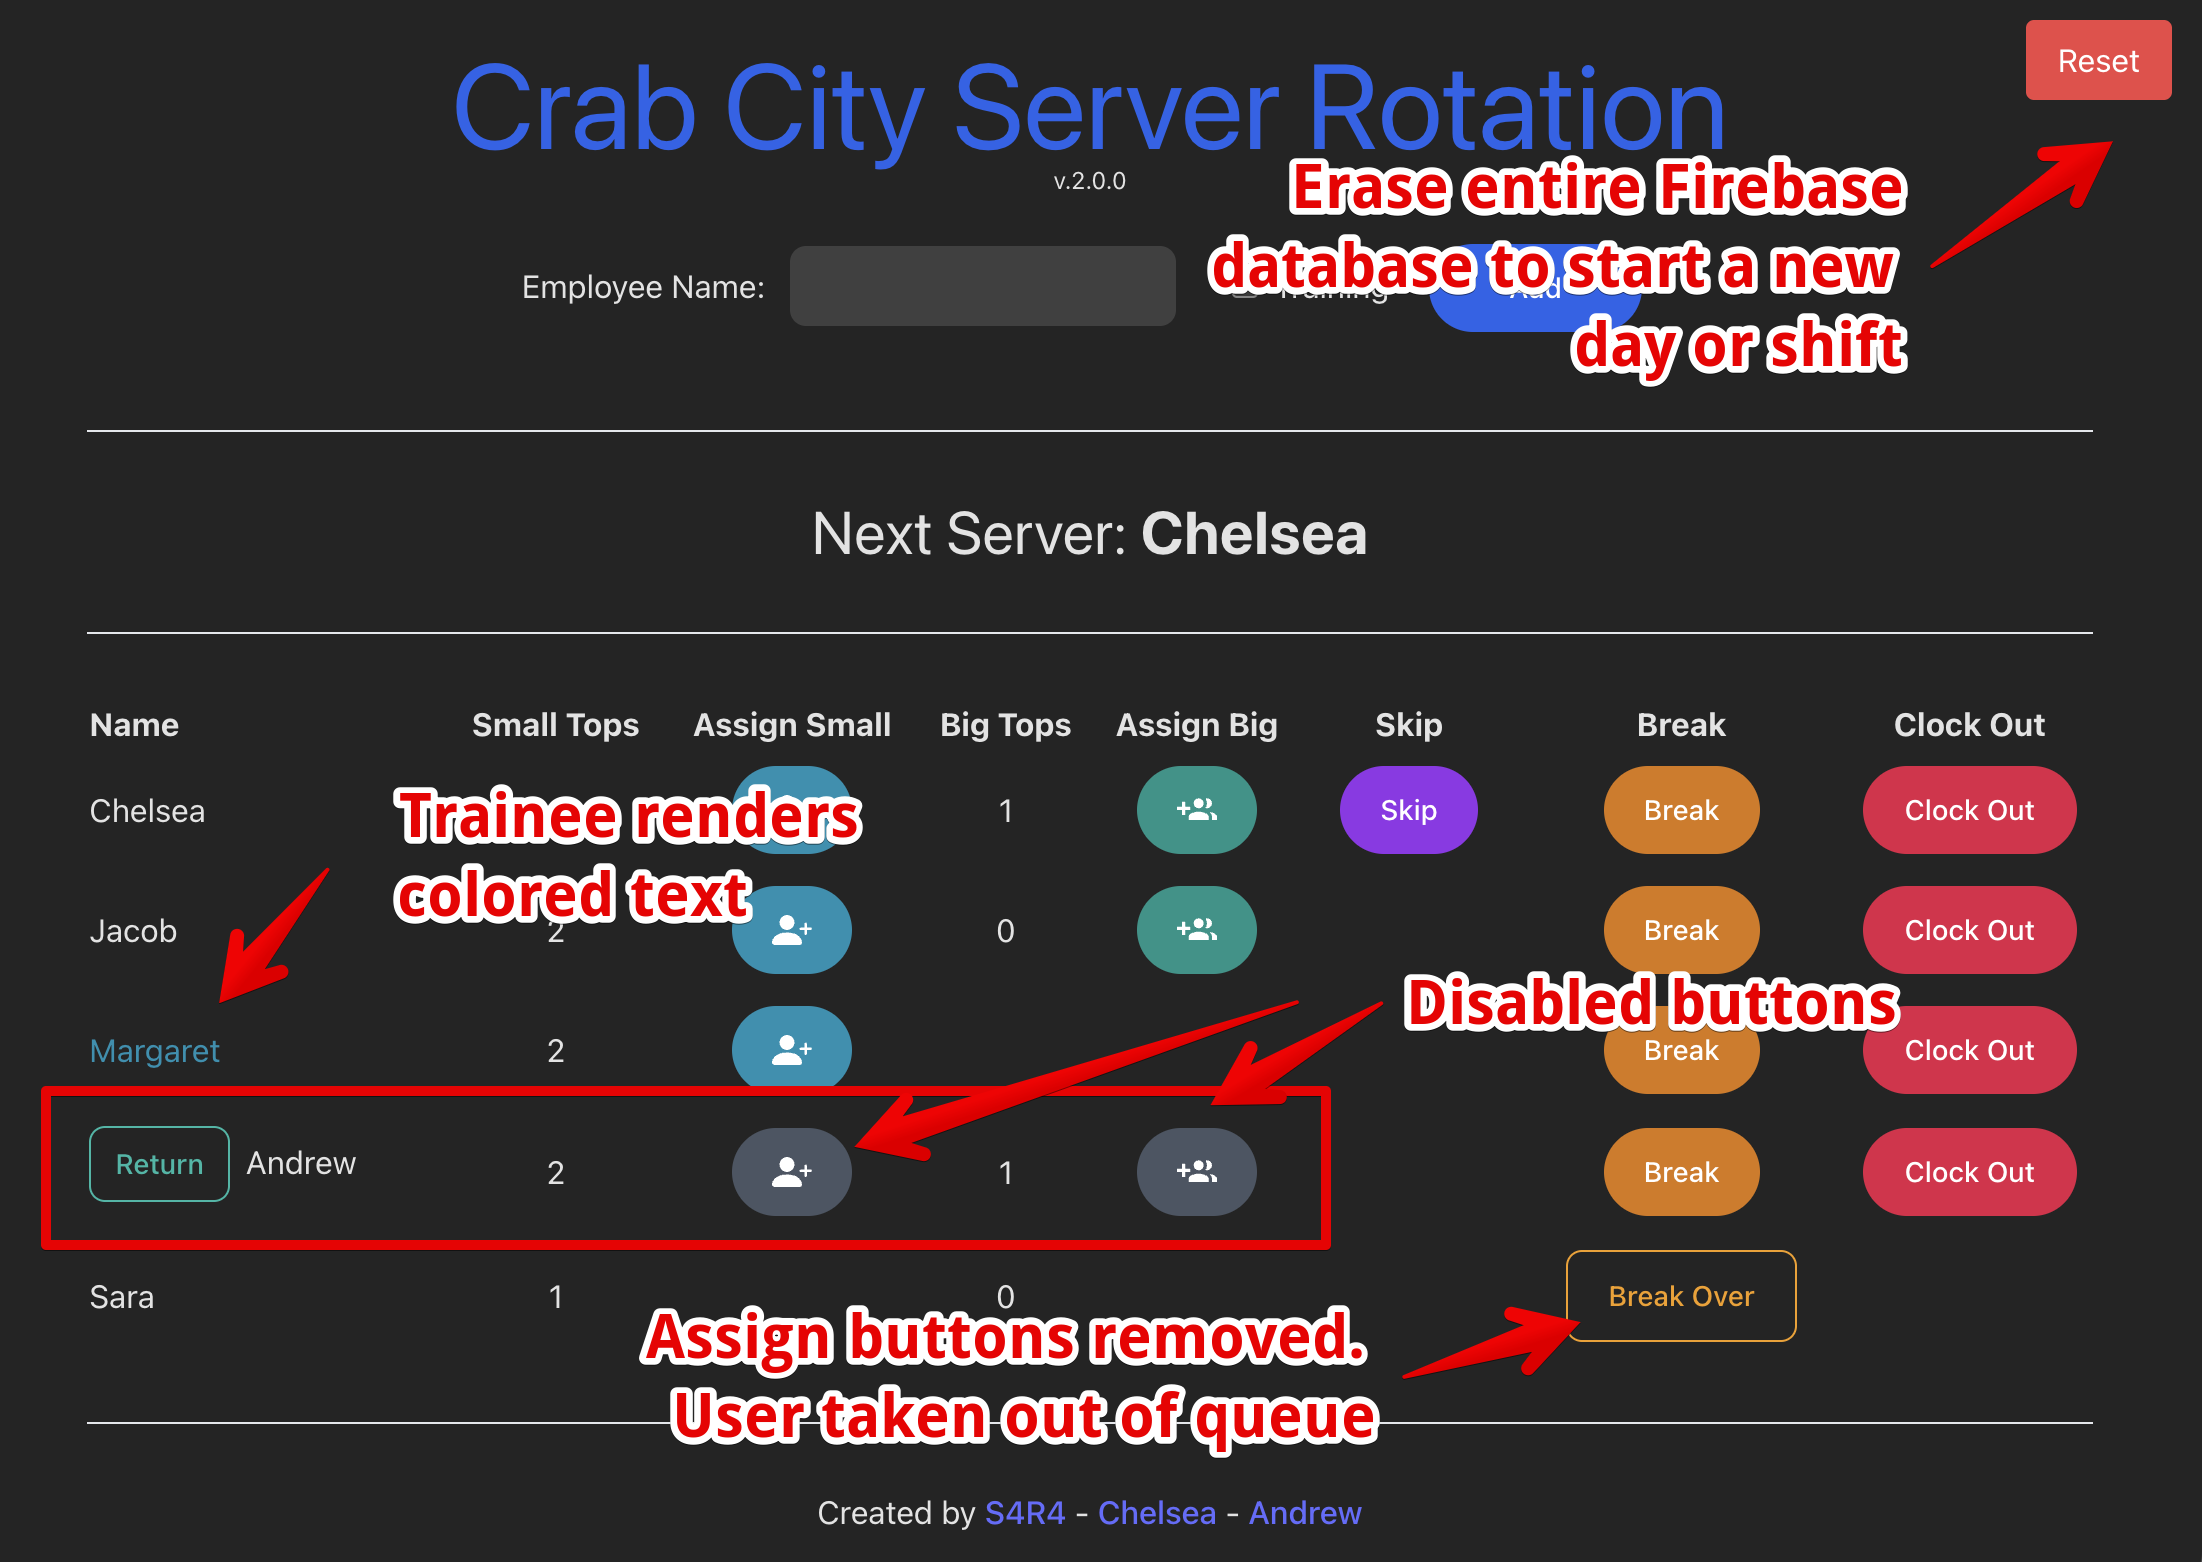 Reset
Crab City Server Rotation
v.2.0.0
Erase entire Firebase
database to start a new
day or shift
Employee Name:
Training
Add
Next Server: Chelsea
Name Small Tops Assign Small Big Tops Assign Big Skip Break Clock Out
Chelsea 1 Skip Break Clock Out
Trainee renders
colored text
Jacob 2 0 Break Clock Out
Disabled buttons
Margaret 2 Break Clock Out
Return Andrew 2 1 Break Clock Out
Sara 1 0 Break Over
Assign buttons removed.
User taken out of queue
Created by S4R4 - Chelsea - Andrew